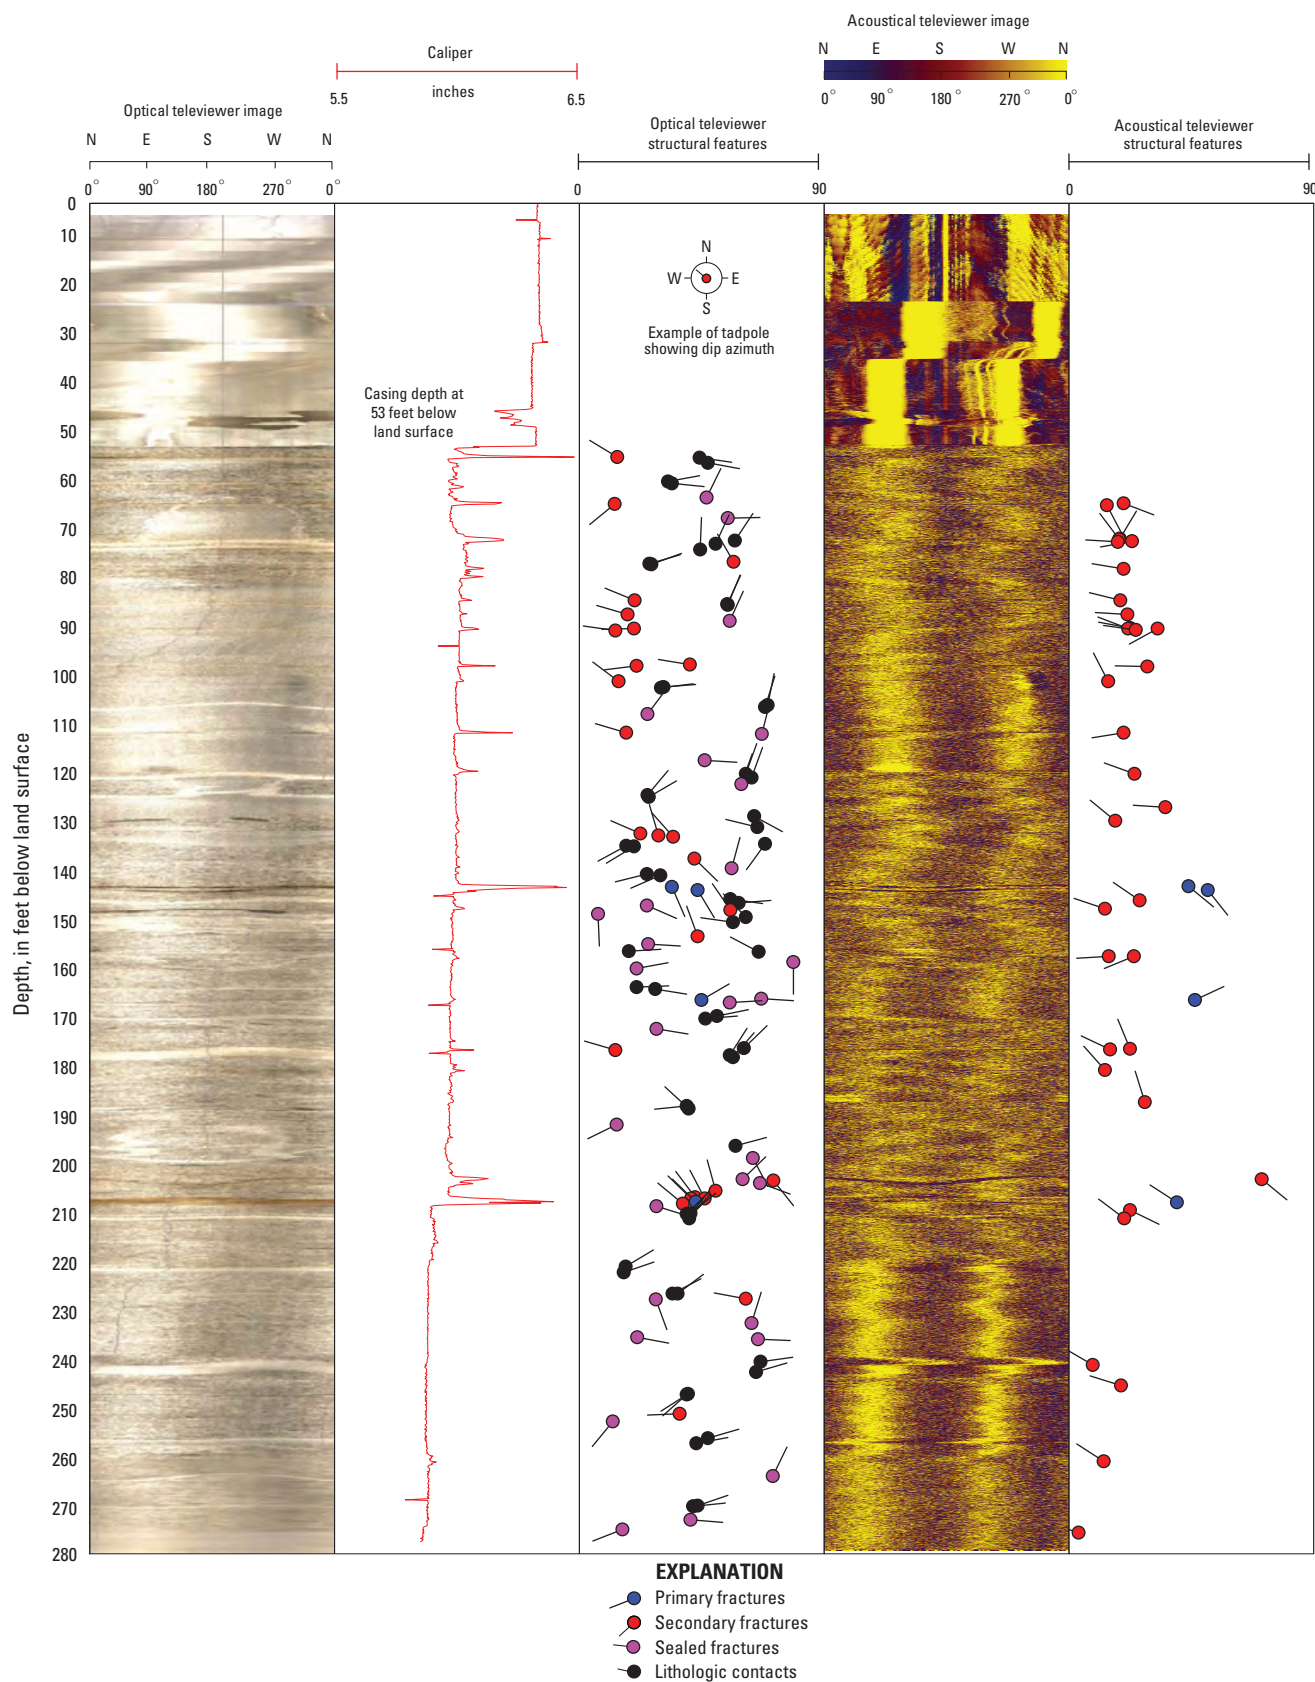 Acoustical televiewer image
N E S W N
0° 90° 180° 270° 0°
Caliper
inches
5.5 6.5
Optical televiewer image
N E S W N
0° 90° 180° 270° 0°
Optical televiewer
structural features
0 90
Acoustical televiewer
structural features
0 90
Depth, in feet below land surface
0
10
20
30
40
50
60
70
80
90
100
110
120
130
140
150
160
170
180
190
200
210
220
230
240
250
260
270
280
N
W E
S
Example of tadpole
showing dip azimuth
Casing depth at
53 feet below
land surface
EXPLANATION
Primary fractures
Secondary fractures
Sealed fractures
Lithologic contacts